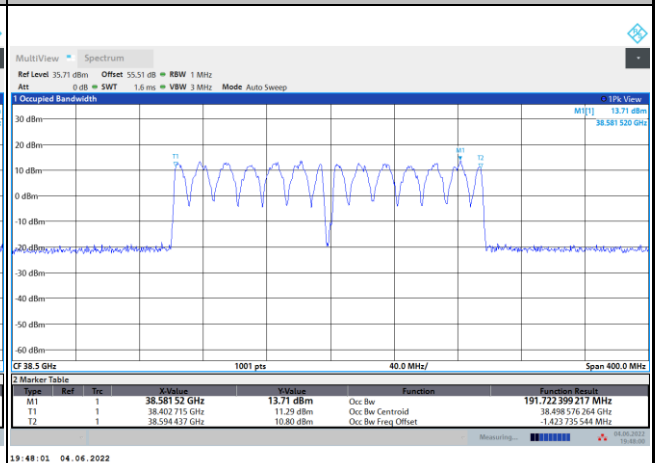 MultiView Spectrum
Ref Level 35.71 dBm Offset 55.51 dB RBW 1 MHz
Att 0 dB SWT 1.6 ms VBW 3 MHz Mode Auto Sweep
1 Occupied Bandwidth 1Pk View
M1[1] 13.71 dBm
38.581 520 GHz
30 dBm
20 dBm
M1
T1 T2
10 dBm
0 dBm
-10 dBm
-20 dBm
-30 dBm
-40 dBm
-50 dBm
-60 dBm
CF 38.5 GHz 1001 pts 40.0 MHz/ Span 400.0 MHz
2 Marker Table
Type Ref Trc X-Value Y-Value Function Function Result
M1 1 38.581 52 GHz 13.71 dBm Occ Bw 191.722 399 217 MHz
T1 1 38.402 715 GHz 11.29 dBm Occ Bw Centroid 38.498 576 264 GHz
T2 1 38.594 437 GHz 10.80 dBm Occ Bw Freq Offset -1.423 735 544 MHz
Measuring... 04.06.2022
19:48:00
19:48:01 04.06.2022